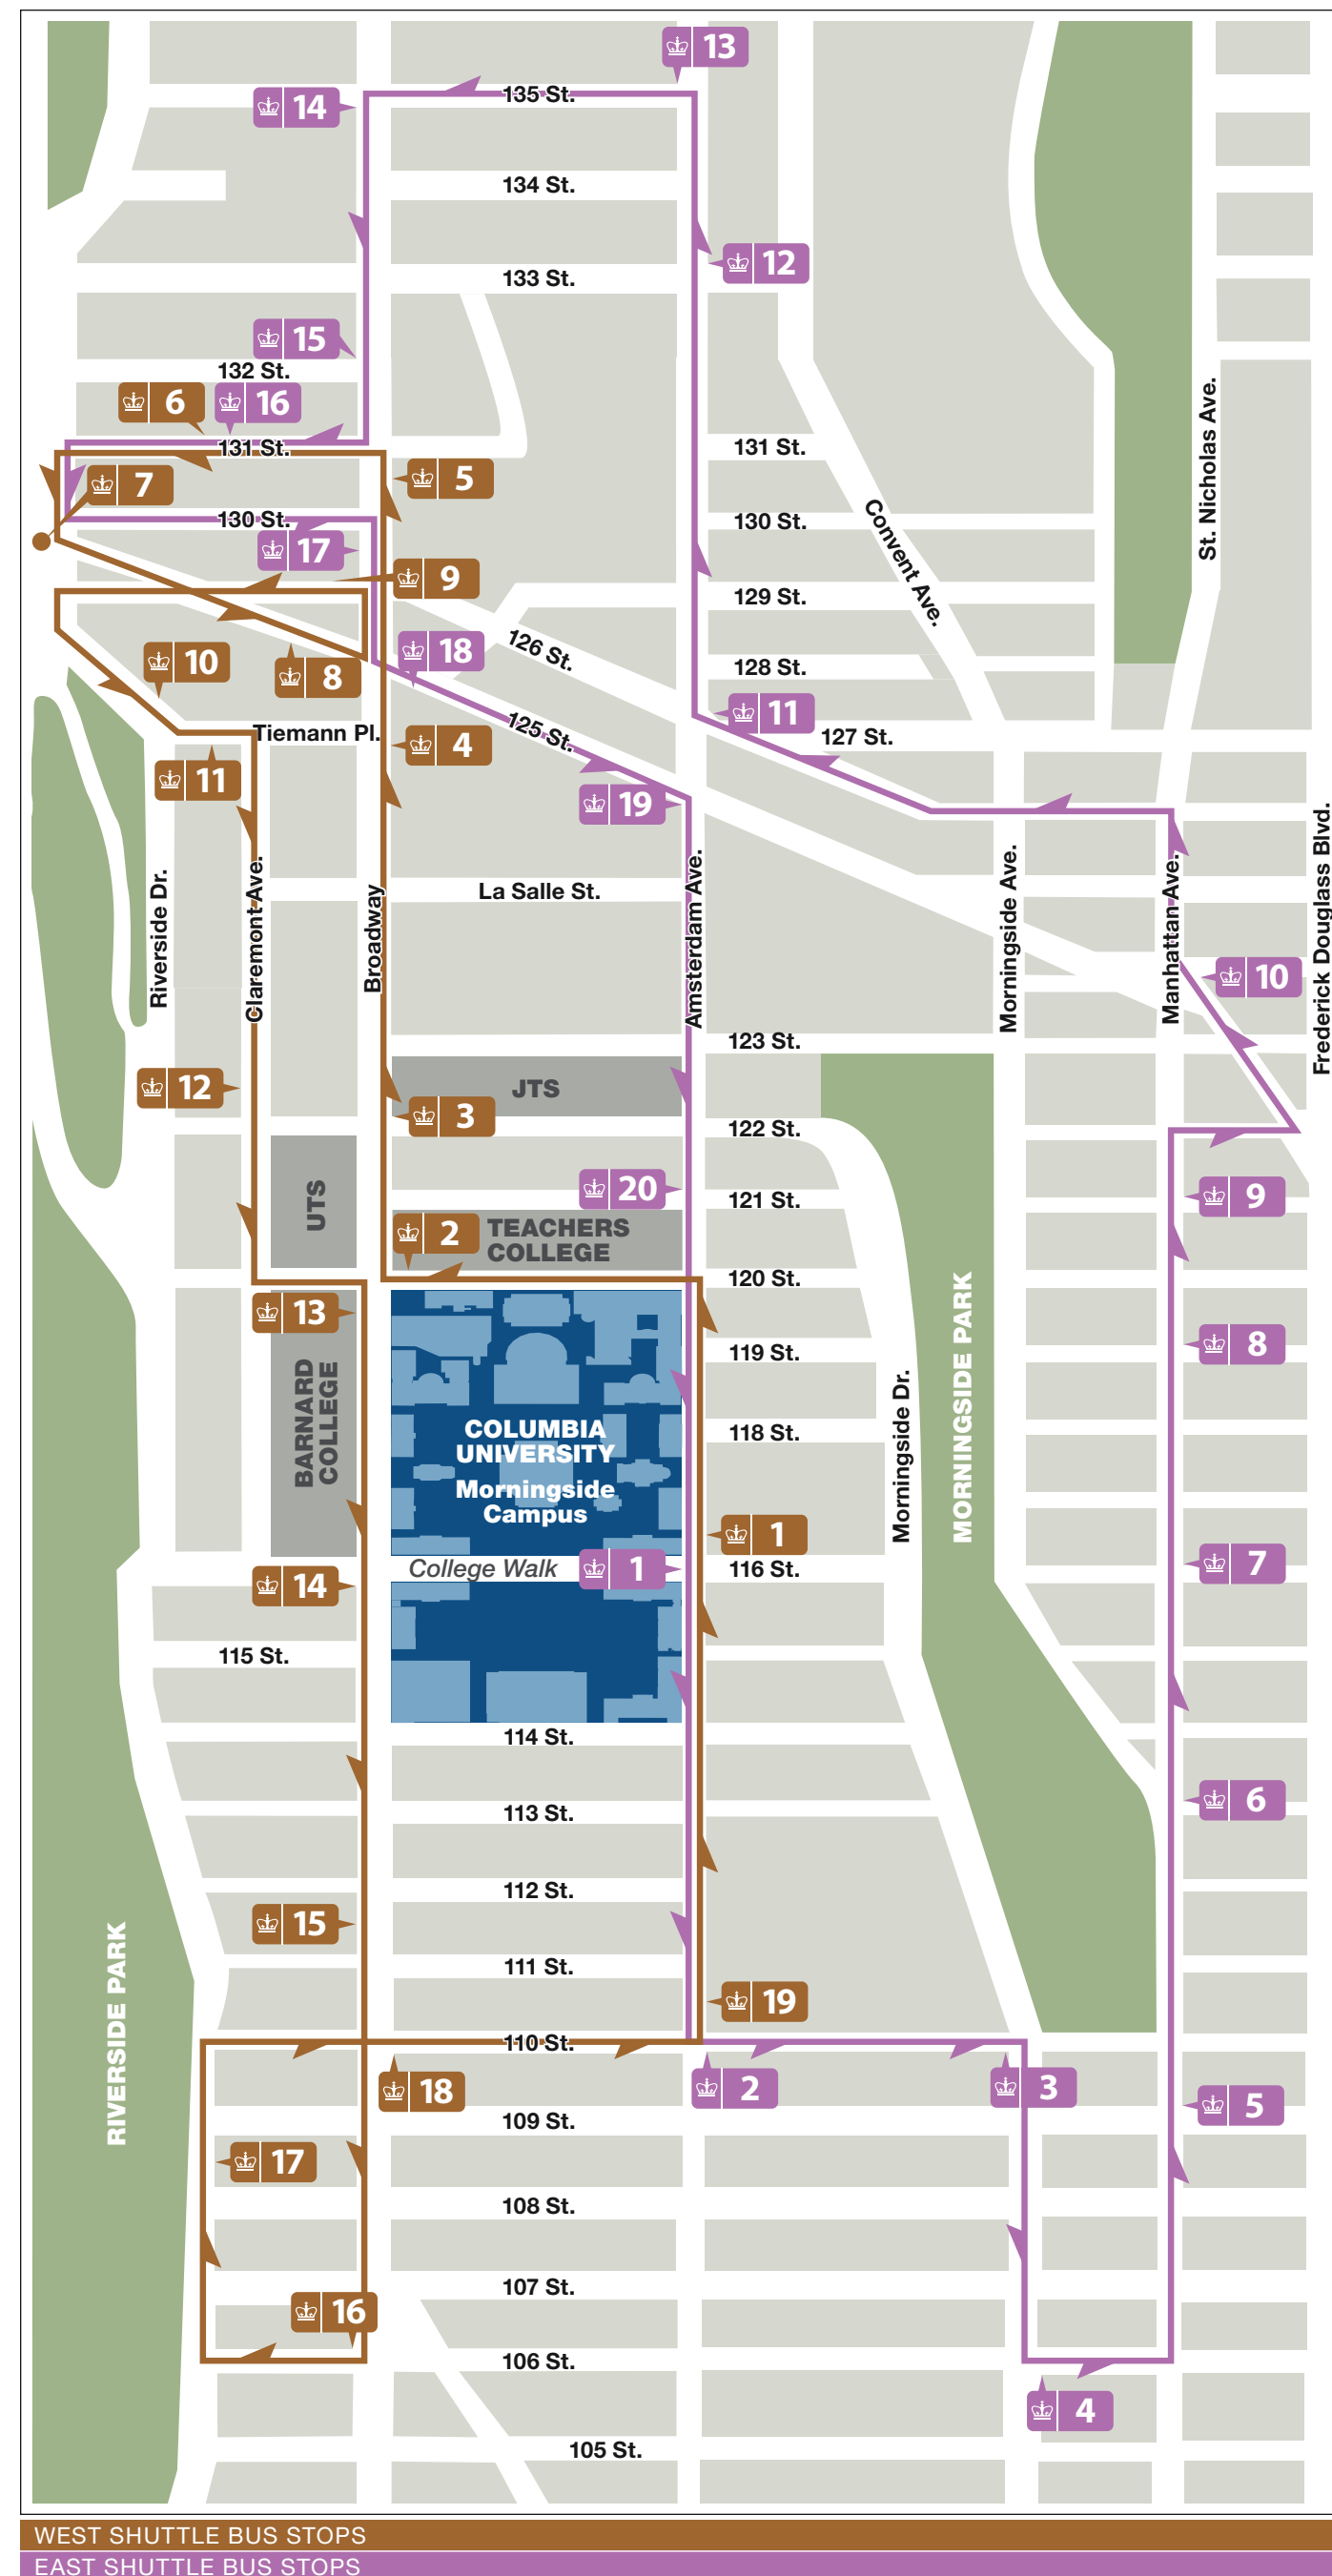 13
135 St.
14
134 St.
12
133 St.
15
132 St.
6
16
131 St.
131 St.
7
5
130 St.
130 St.
17
Convent Ave.
St. Nicholas Ave.
9
129 St.
10
8
18
126 St.
128 St.
11
Tiemann Pl.
4
125 St.
127 St.
11
19
Riverside Dr.
Claremont Ave.
Broadway
La Salle St.
Amsterdam Ave.
Morningside Ave.
Manhattan Ave.
Frederick Douglass Blvd.
10
123 St.
12
JTS
3
122 St.
UTS
20
121 St.
9
2
TEACHERS
COLLEGE
120 St.
13
8
119 St.
BARNARD
COLLEGE
COLUMBIA
UNIVERSITY
Morningside
Campus
118 St.
Morningside Dr.
MORNINGSIDE PARK
1
College Walk
1
116 St.
7
14
115 St.
114 St.
6
113 St.
112 St.
15
111 St.
RIVERSIDE PARK
19
110 St.
18
2
3
5
109 St.
17
108 St.
107 St.
16
106 St.
4
105 St.
WEST SHUTTLE BUS STOPS
EAST SHUTTLE BUS STOPS